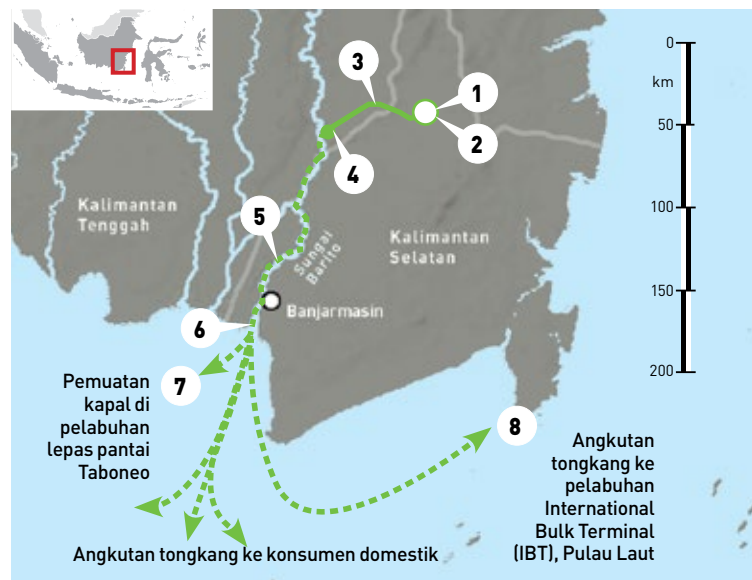 0
km
50
100
150
200
3
1
2
4
Kalimantan
Tenggah
5
Sungai
Barito
Kalimantan
Selatan
Banjarmasin
6
7
Pemuatan
kapal di
pelabuhan
lepas pantai
Taboneo
8
Angkutan
tongkang ke
pelabuhan
International
Bulk Terminal
(IBT), Pulau Laut
Angkutan tongkang ke konsumen domestik